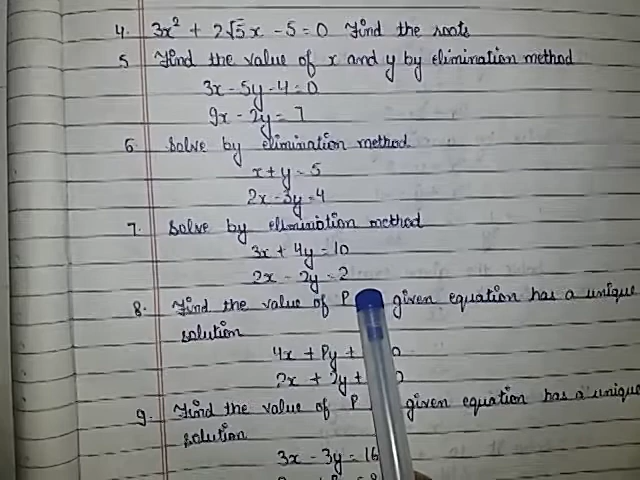 4. 3x² + 2√5x - 5 = 0 Find the roots
5 Find the value of x and y by elimination method
3x - 5y - 4 = 0
9x - 2y = 7
6. Solve by elimination method
x + y = 5
2x - 3y = 4
7. Solve by elimination method
3x + 4y = 10
2x - 2y = 2
8. Find the value of P given equation has a unique
solution
4x + Py + 0
2x + 2y + 0
9. Find the value of P given equation has a unique
solution
3x - 3y = 16